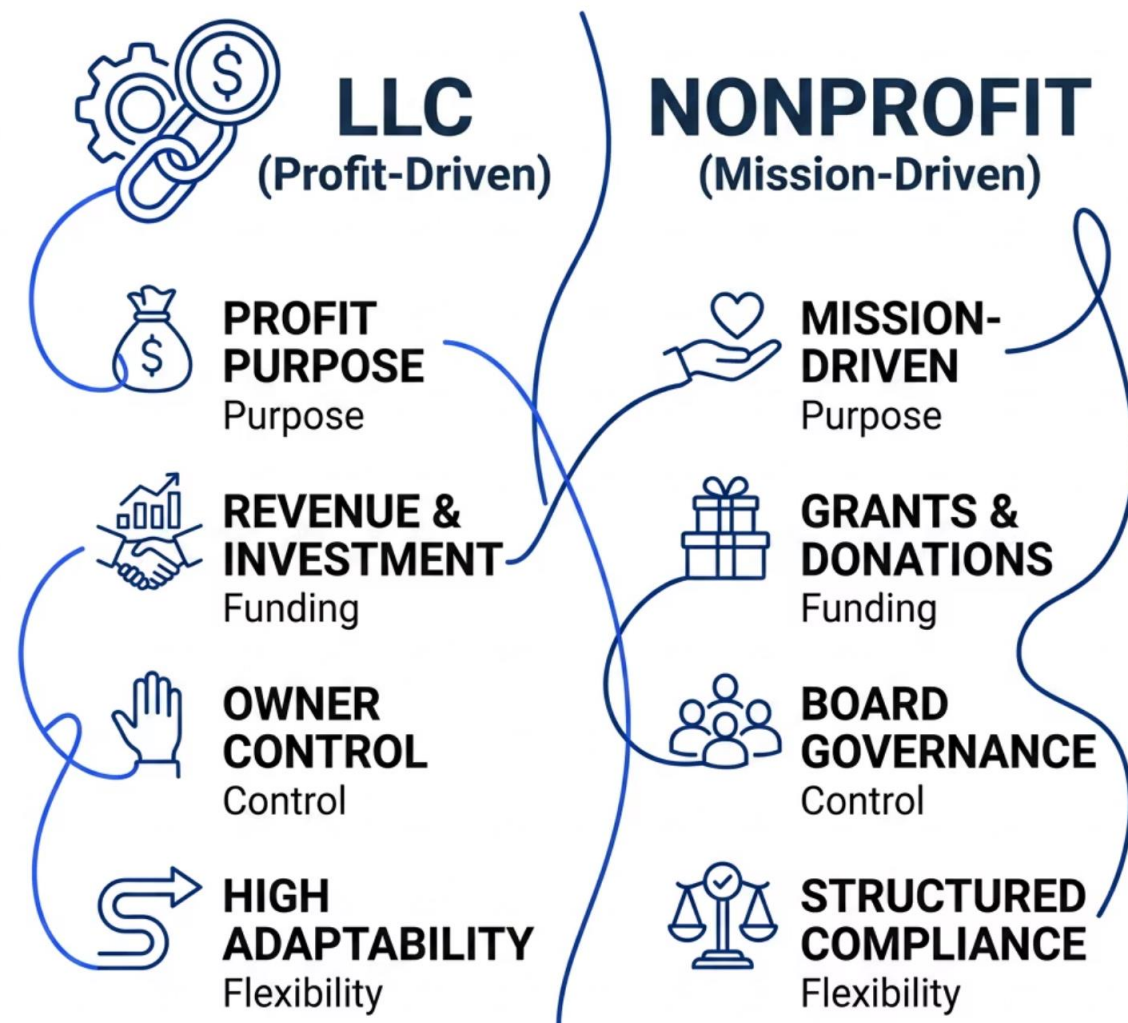 LLC
(Profit-Driven)
PROFIT
PURPOSE
Purpose
REVENUE &
INVESTMENT
Funding
OWNER
CONTROL
Control
HIGH
ADAPTABILITY
Flexibility
NONPROFIT
(Mission-Driven)
MISSION-
DRIVEN
Purpose
GRANTS &
DONATIONS
Funding
BOARD
GOVERNANCE
Control
STRUCTURED
COMPLIANCE
Flexibility